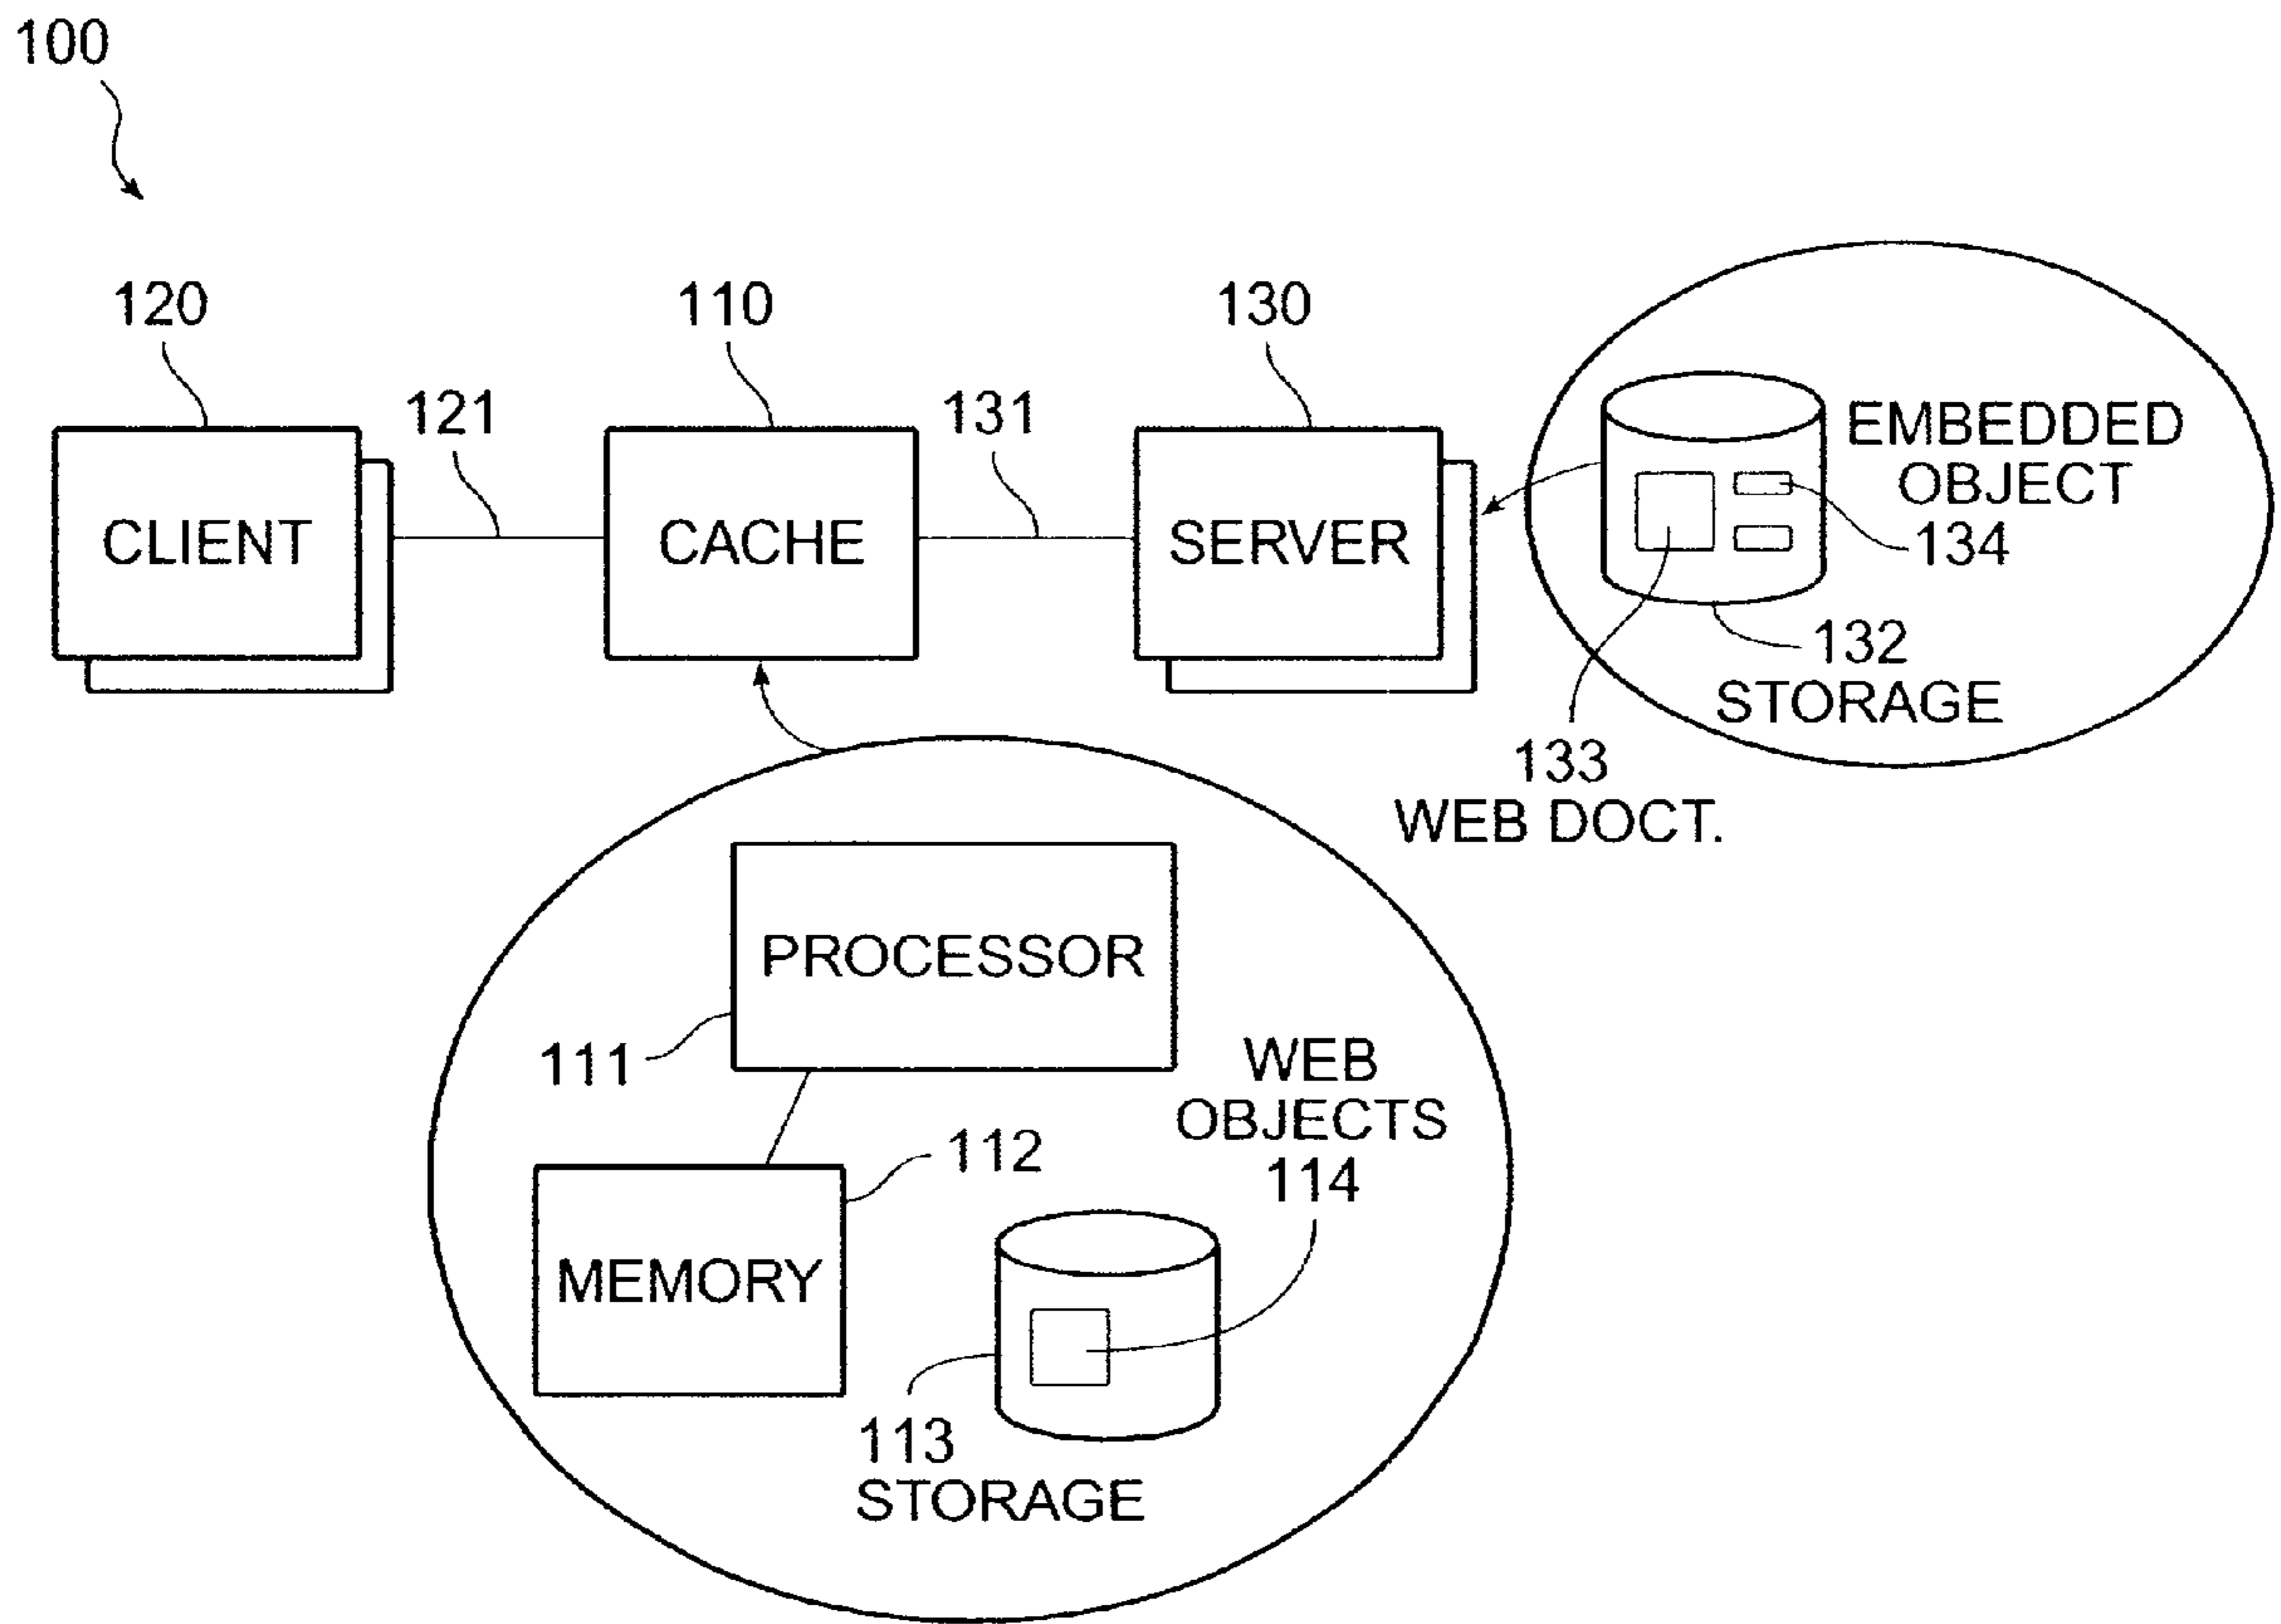 100
120
110
130
121
131
CLIENT
CACHE
SERVER
EMBEDDED
OBJECT
134
132
STORAGE
133
WEB DOCT.
PROCESSOR
111
WEB
OBJECTS
114
112
MEMORY
113
STORAGE